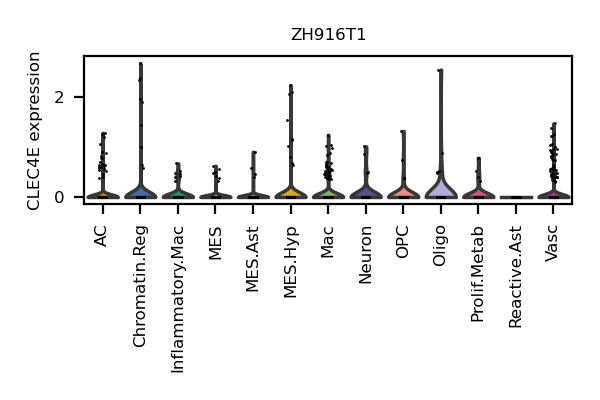 ZH916T1
CLEC4E expression
2
0
AC
Chromatin.Reg
Inflammatory.Mac
MES
MES.Ast
MES.Hyp
Mac
Neuron
OPC
Oligo
Prolif.Metab
Reactive.Ast
Vasc